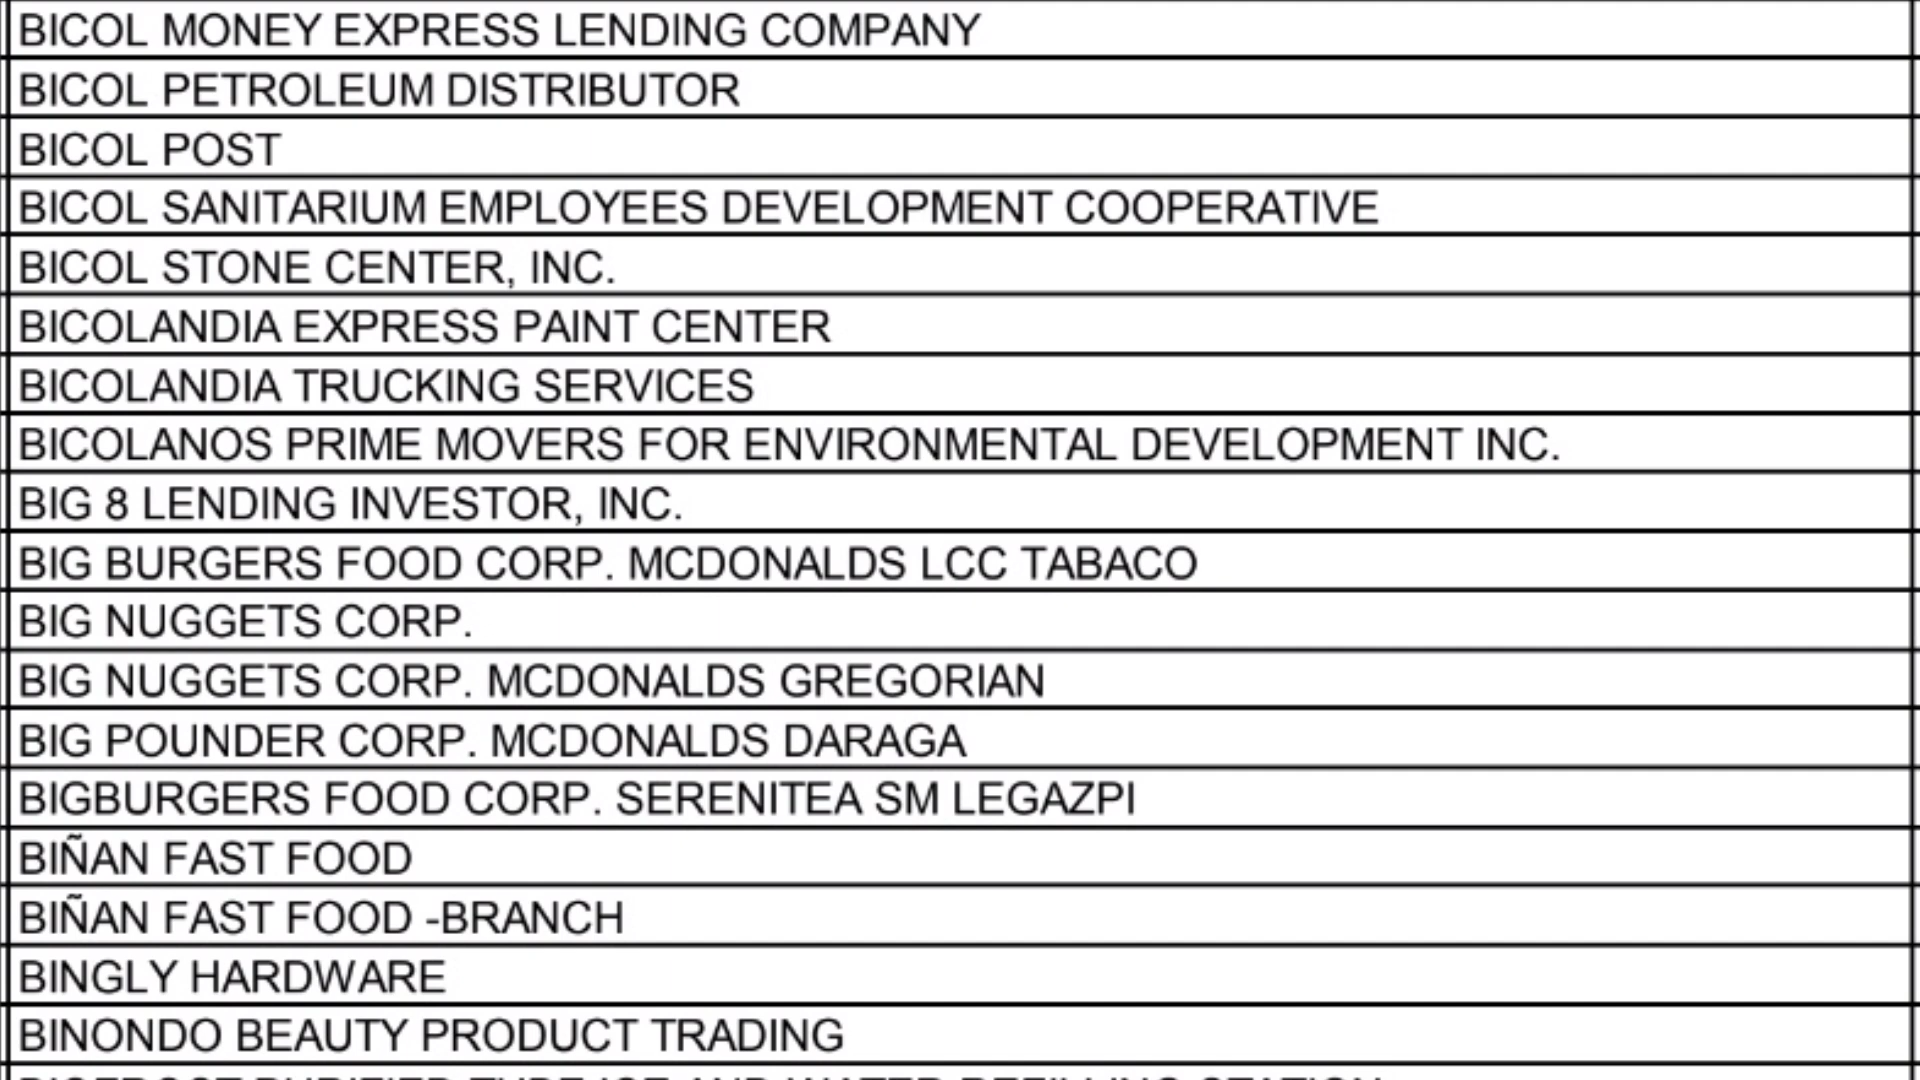 BICOL MONEY EXPRESS LENDING COMPANY
BICOL PETROLEUM DISTRIBUTOR
BICOL POST
BICOL SANITARIUM EMPLOYEES DEVELOPMENT COOPERATIVE
BICOL STONE CENTER, INC.
BICOLANDIA EXPRESS PAINT CENTER
BICOLANDIA TRUCKING SERVICES
BICOLANOS PRIME MOVERS FOR ENVIRONMENTAL DEVELOPMENT INC.
BIG 8 LENDING INVESTOR, INC.
BIG BURGERS FOOD CORP. MCDONALDS LCC TABACO
BIG NUGGETS CORP.
BIG NUGGETS CORP. MCDONALDS GREGORIAN
BIG POUNDER CORP. MCDONALDS DARAGA
BIGBURGERS FOOD CORP. SERENITEA SM LEGAZPI
BIÑAN FAST FOOD
BIÑAN FAST FOOD -BRANCH
BINGLY HARDWARE
BINONDO BEAUTY PRODUCT TRADING